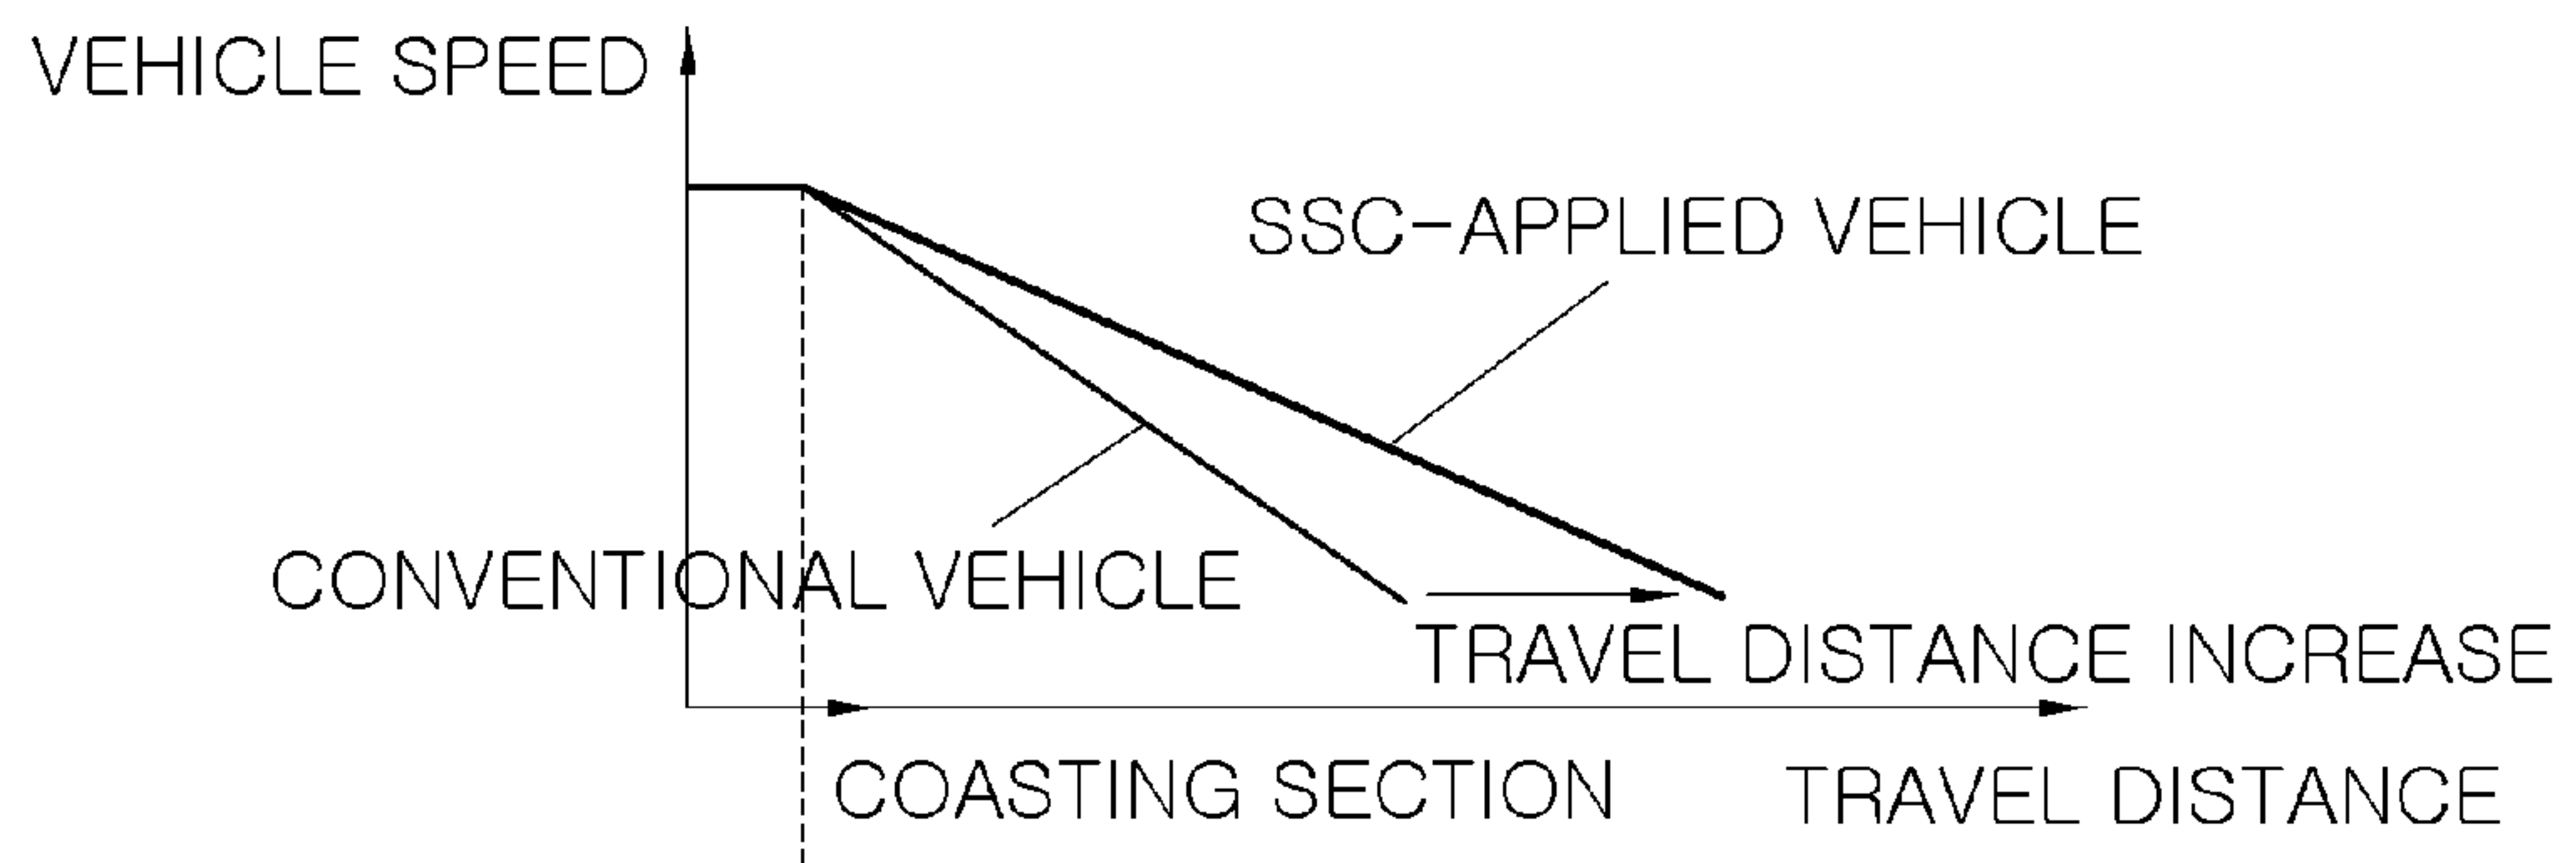 VEHICLE SPEED
SSC-APPLIED VEHICLE
CONVENTIONAL VEHICLE
TRAVEL DISTANCE INCREASE
COASTING SECTION
TRAVEL DISTANCE